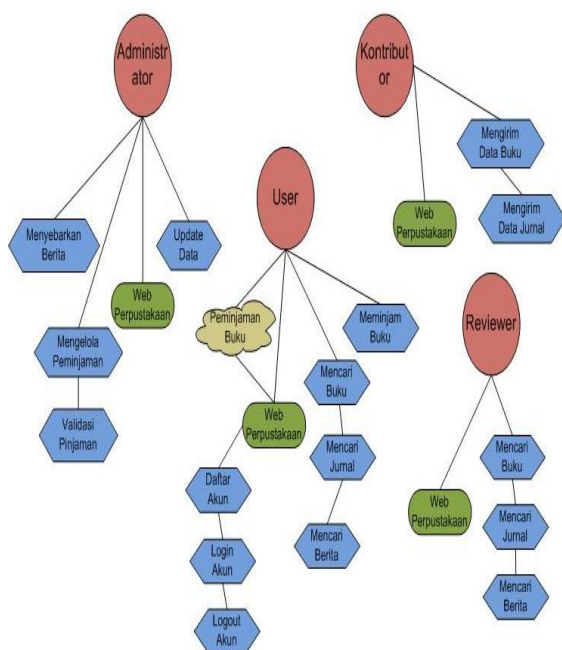 Administr
ator
Menyebarkan
Berita
Update
Data
Web
Perpustakaan
Mengelola
Peminjaman
Validasi
Pinjaman
User
Peminjaman
Buku
Meminjam
Buku
Mencari
Buku
Web
Perpustakaan
Mencari
Jurnal
Daftar
Akun
Mencari
Berita
Login
Akun
Logout
Akun
Kontribut
or
Mengirim
Data Buku
Web
Perpustakaan
Mengirim
Data Jurnal
Reviewer
Mencari
Buku
Web
Perpustakaan
Mencari
Jurnal
Mencari
Berita